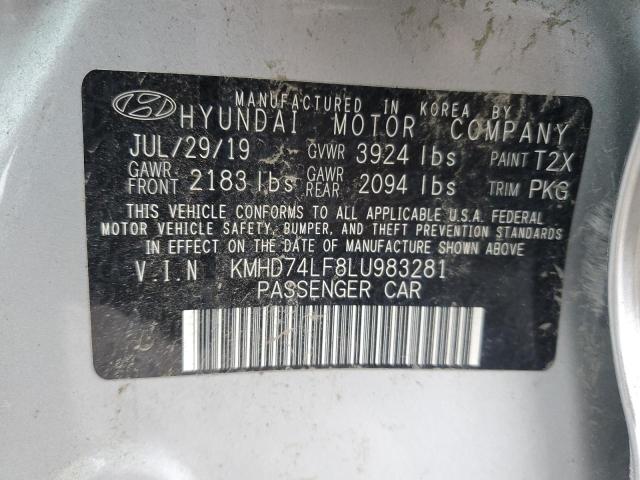 MANUFACTURED IN KOREA BY
HYUNDAI MOTOR COMPANY
JUL/29/19 GVWR 3924 lbs PAINT T2X
GAWR FRONT 2183 lbs GAWR REAR 2094 lbs TRIM PKG
THIS VEHICLE CONFORMS TO ALL APPLICABLE U.S.A. FEDERAL
MOTOR VEHICLE SAFETY, BUMPER, AND THEFT PREVENTION STANDARDS
IN EFFECT ON THE DATE OF MANUFACTURE SHOWN ABOVE.
V.I.N KMHD74LF8LU983281
PASSENGER CAR